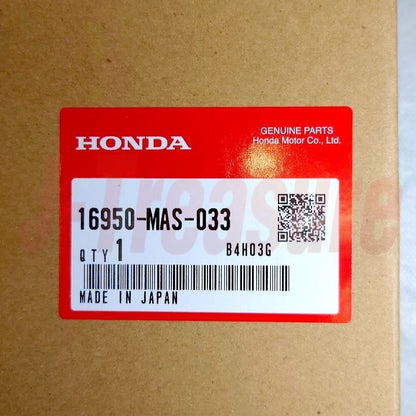 HONDA
GENUINE PARTS
Honda Motor Co., Ltd.
16950-MAS-033
QTY 1
B4H03G
MADE IN JAPAN